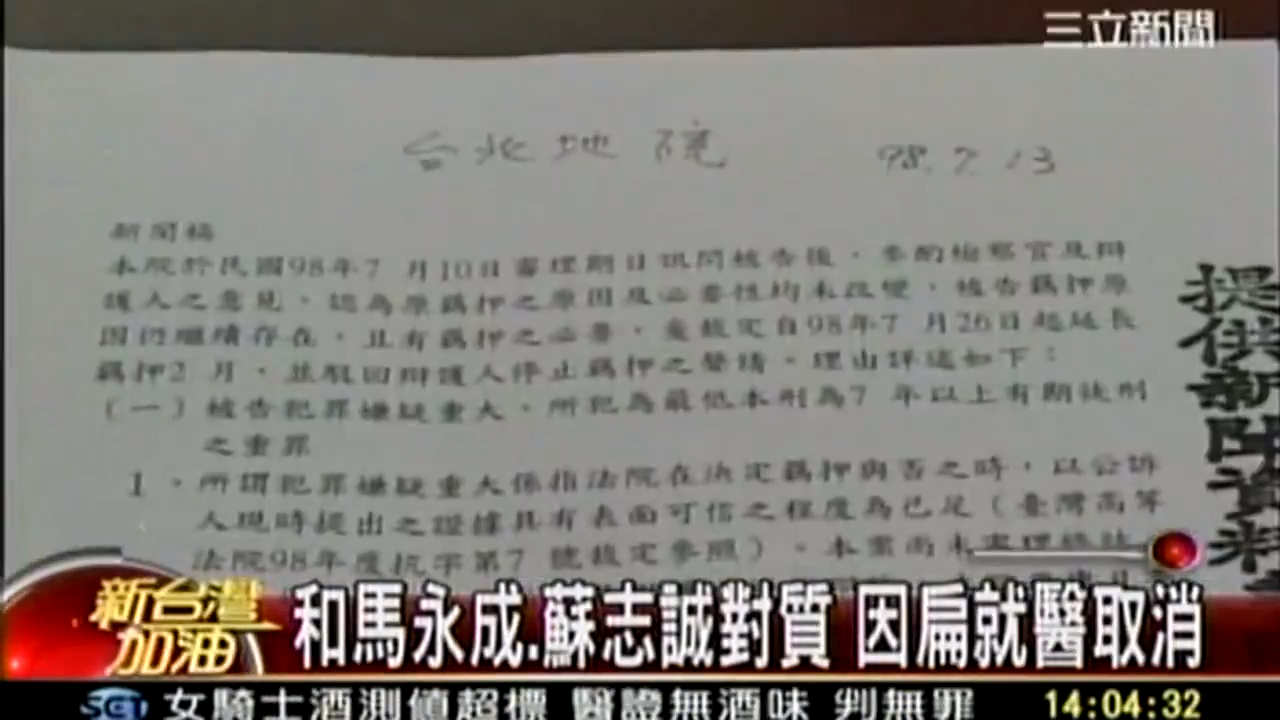 三立新聞
台北地院 98.7.13
新聞稿
本院於民國98年7 月10日審理期日訊問被告後，參酌檢察官及辯
護人之意見，認為原羈押之原因及必要性均未改變，被告羈押原
因仍繼續存在，且有羈押之必要，爰裁定自98年7 月26日起延長
羈押2 月，並駁回辯護人停止羈押之聲請。理由詳述如下：
（一）被告犯罪嫌疑重大，所犯為最低本刑為7 年以上有期徒刑
之重罪
1 、所謂犯罪嫌疑重大係指法院在決定羈押與否之時，以公訴
人現時提出之證據具有表面可信之程度為已足（臺灣高等
法院98年度抗字第7 號裁定參照）。本案尚未審理終結
提供新聞資料
新台灣加油
和馬永成.蘇志誠對質 因扁就醫取消
SET 女騎士酒測值超標 醫證無酒味 判無罪 14:04:32